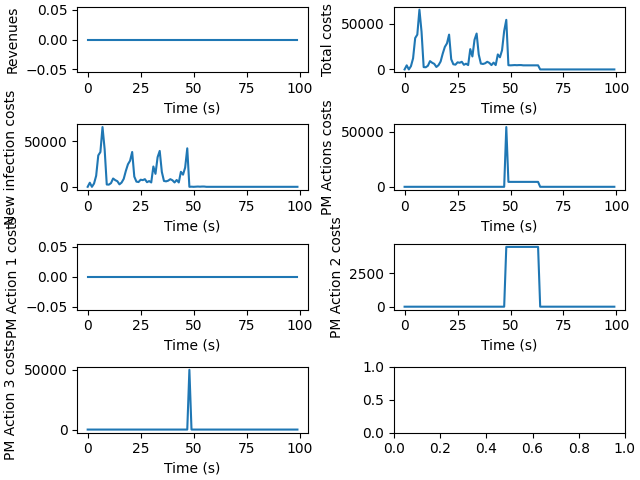 Revenues
0.05
0.00
−0.05
0 25 50 75 100
Time (s)
Total costs
50000
0
0 25 50 75 100
Time (s)
New infection costs
50000
0
0 25 50 75 100
Time (s)
PM Actions costs
50000
0
0 25 50 75 100
Time (s)
PM Action 1 costs
0.05
0.00
−0.05
0 25 50 75 100
Time (s)
PM Action 2 costs
2500
0
0 25 50 75 100
Time (s)
PM Action 3 costs
50000
0
0 25 50 75 100
Time (s)
1.0
0.5
0.0
0.0 0.2 0.4 0.6 0.8 1.0